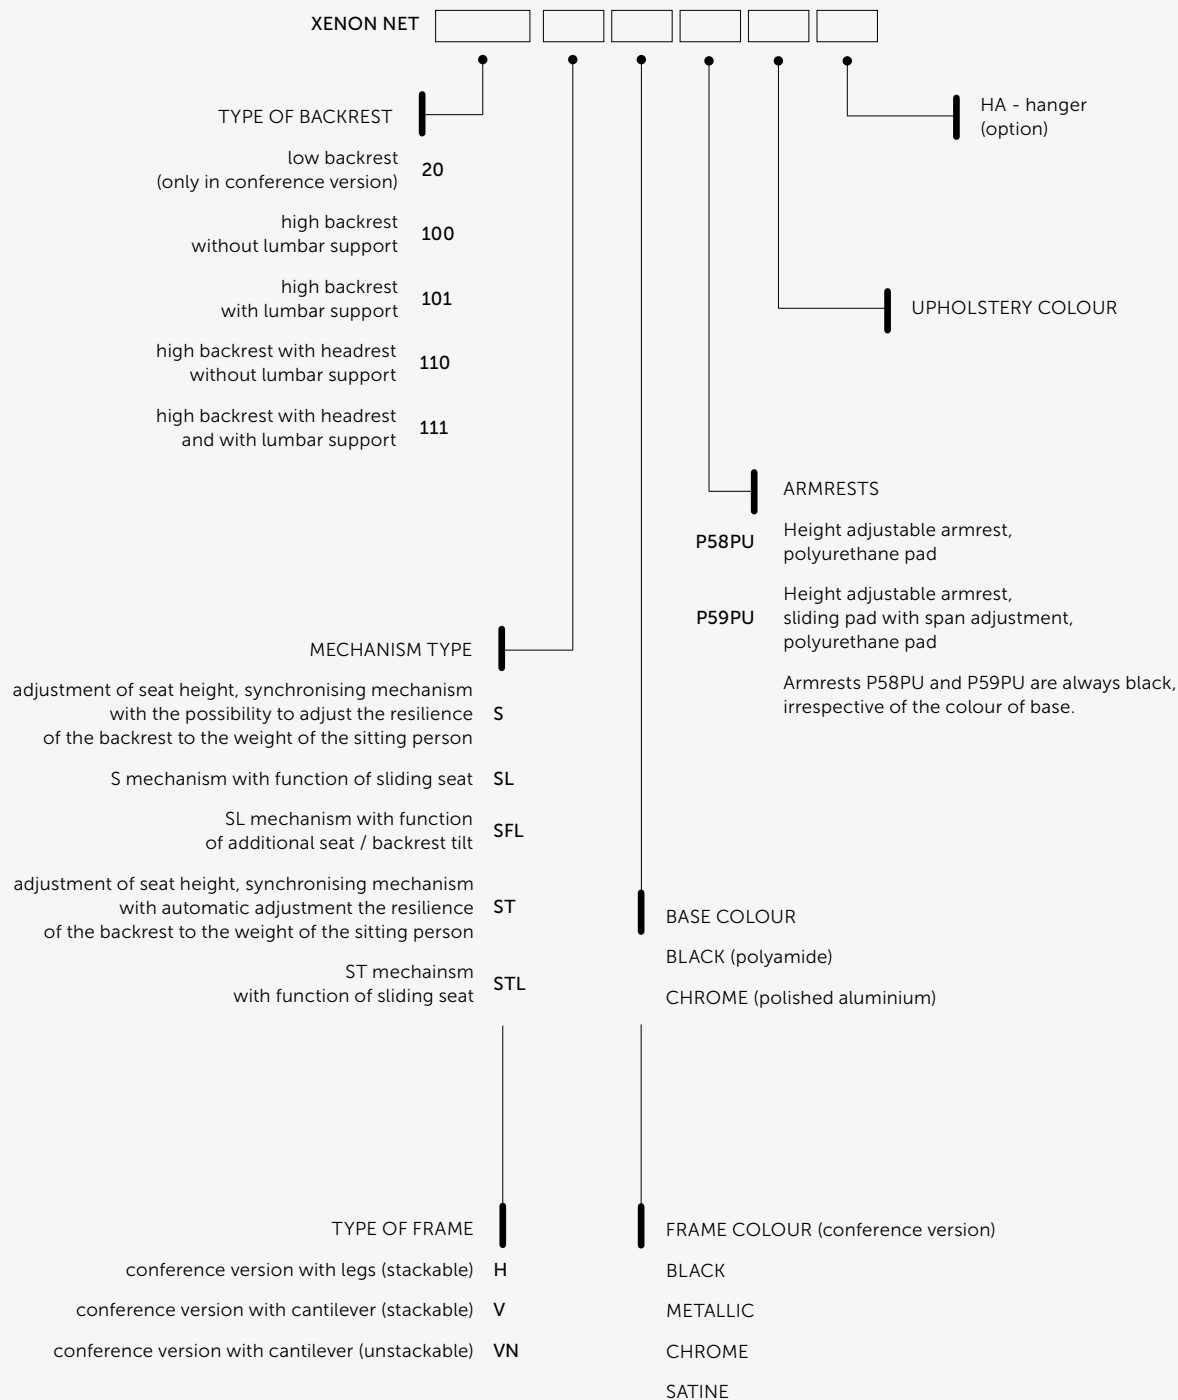 XENON NET
TYPE OF BACKREST
low backrest
(only in conference version)
20
high backrest
without lumbar support
100
high backrest
with lumbar support
101
high backrest with headrest
without lumbar support
110
high backrest with headrest
and with lumbar support
111
HA - hanger
(option)
UPHOLSTERY COLOUR
ARMRESTS
P58PU
Height adjustable armrest,
polyurethane pad
P59PU
Height adjustable armrest,
sliding pad with span adjustment,
polyurethane pad
Armrests P58PU and P59PU are always black,
irrespective of the colour of base.
MECHANISM TYPE
adjustment of seat height, synchronising mechanism
with the possibility to adjust the resilience
of the backrest to the weight of the sitting person
S
S mechanism with function of sliding seat
SL
SL mechanism with function
of additional seat / backrest tilt
SFL
adjustment of seat height, synchronising mechanism
with automatic adjustment the resilience
of the backrest to the weight of the sitting person
ST
ST mechainsm
with function of sliding seat
STL
BASE COLOUR
BLACK (polyamide)
CHROME (polished aluminium)
TYPE OF FRAME
conference version with legs (stackable)
H
conference version with cantilever (stackable)
V
conference version with cantilever (unstackable)
VN
FRAME COLOUR (conference version)
BLACK
METALLIC
CHROME
SATINE